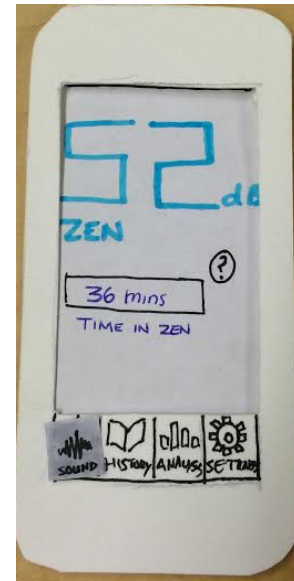 52 dB
ZEN
?
36 mins
TIME IN ZEN
SOUND HISTORY ANALYSIS SETTINGS